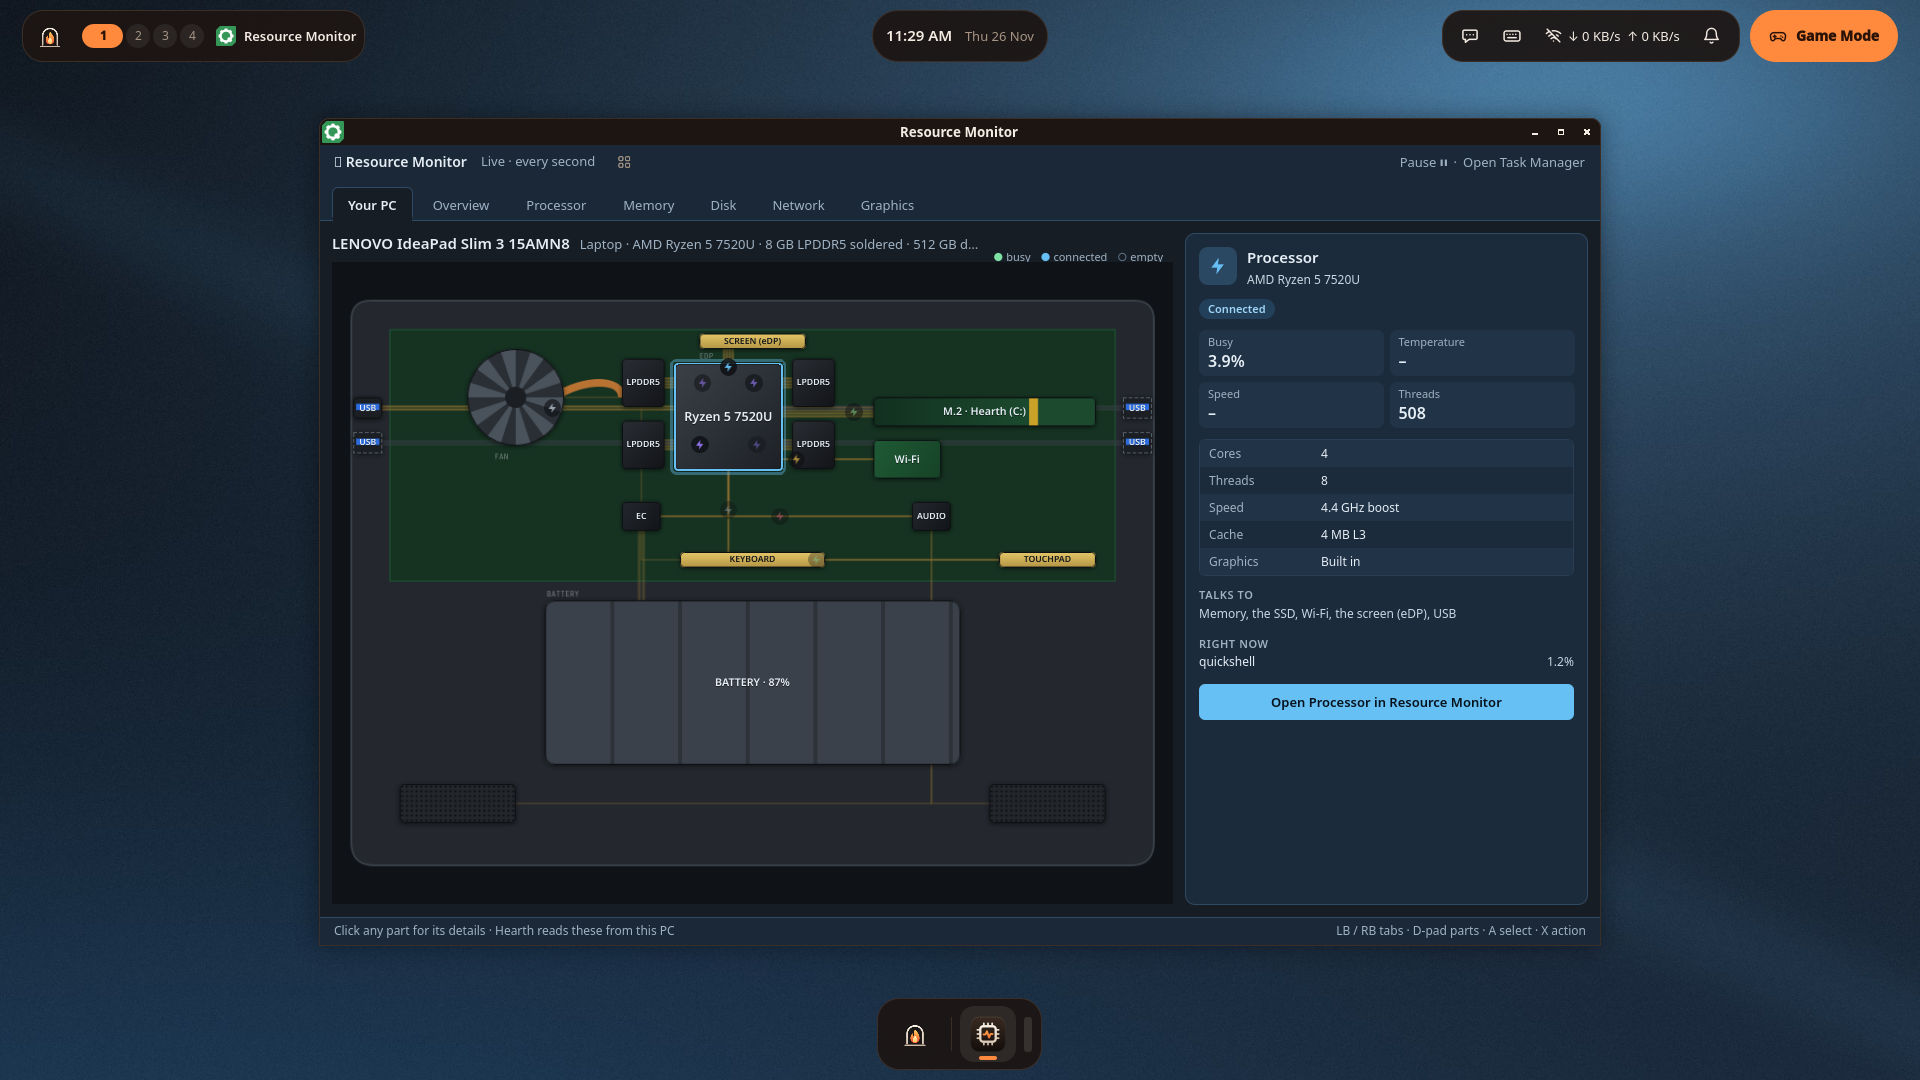 1 2 3 4 Resource Monitor
11:29 AM Thu 26 Nov
↓ 0 KB/s ↑ 0 KB/s
Game Mode
Resource Monitor
Resource Monitor Live · every second
Pause · Open Task Manager
Your PC Overview Processor Memory Disk Network Graphics
LENOVO IdeaPad Slim 3 15AMN8 Laptop · AMD Ryzen 5 7520U · 8 GB LPDDR5 soldered · 512 GB d…
busy connected empty
SCREEN (eDP)
EDP
LPDDR5 LPDDR5
USB M.2 · Hearth (C:) USB
Ryzen 5 7520U
USB LPDDR5 LPDDR5 USB
FAN Wi-Fi
EC AUDIO
KEYBOARD TOUCHPAD
BATTERY
BATTERY · 87%
Processor
AMD Ryzen 5 7520U
Connected
Busy Temperature
3.9% –
Speed Threads
– 508
Cores 4
Threads 8
Speed 4.4 GHz boost
Cache 4 MB L3
Graphics Built in
TALKS TO
Memory, the SSD, Wi-Fi, the screen (eDP), USB
RIGHT NOW
quickshell 1.2%
Open Processor in Resource Monitor
Click any part for its details · Hearth reads these from this PC
LB / RB tabs · D-pad parts · A select · X action